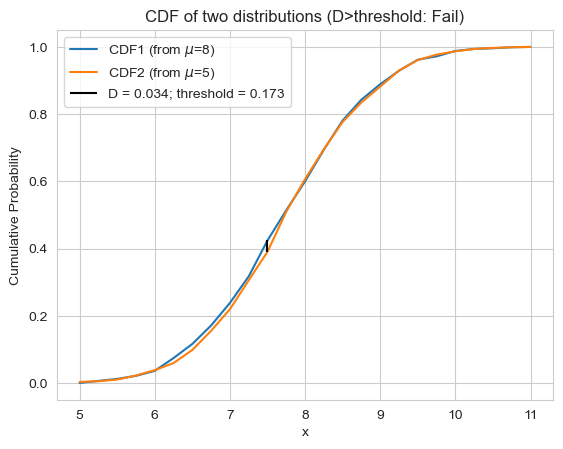 CDF of two distributions (D>threshold: Fail)
CDF1 (from μ=8)
CDF2 (from μ=5)
D = 0.034; threshold = 0.173
Cumulative Probability
1.0
0.8
0.6
0.4
0.2
0.0
5 6 7 8 9 10 11
x